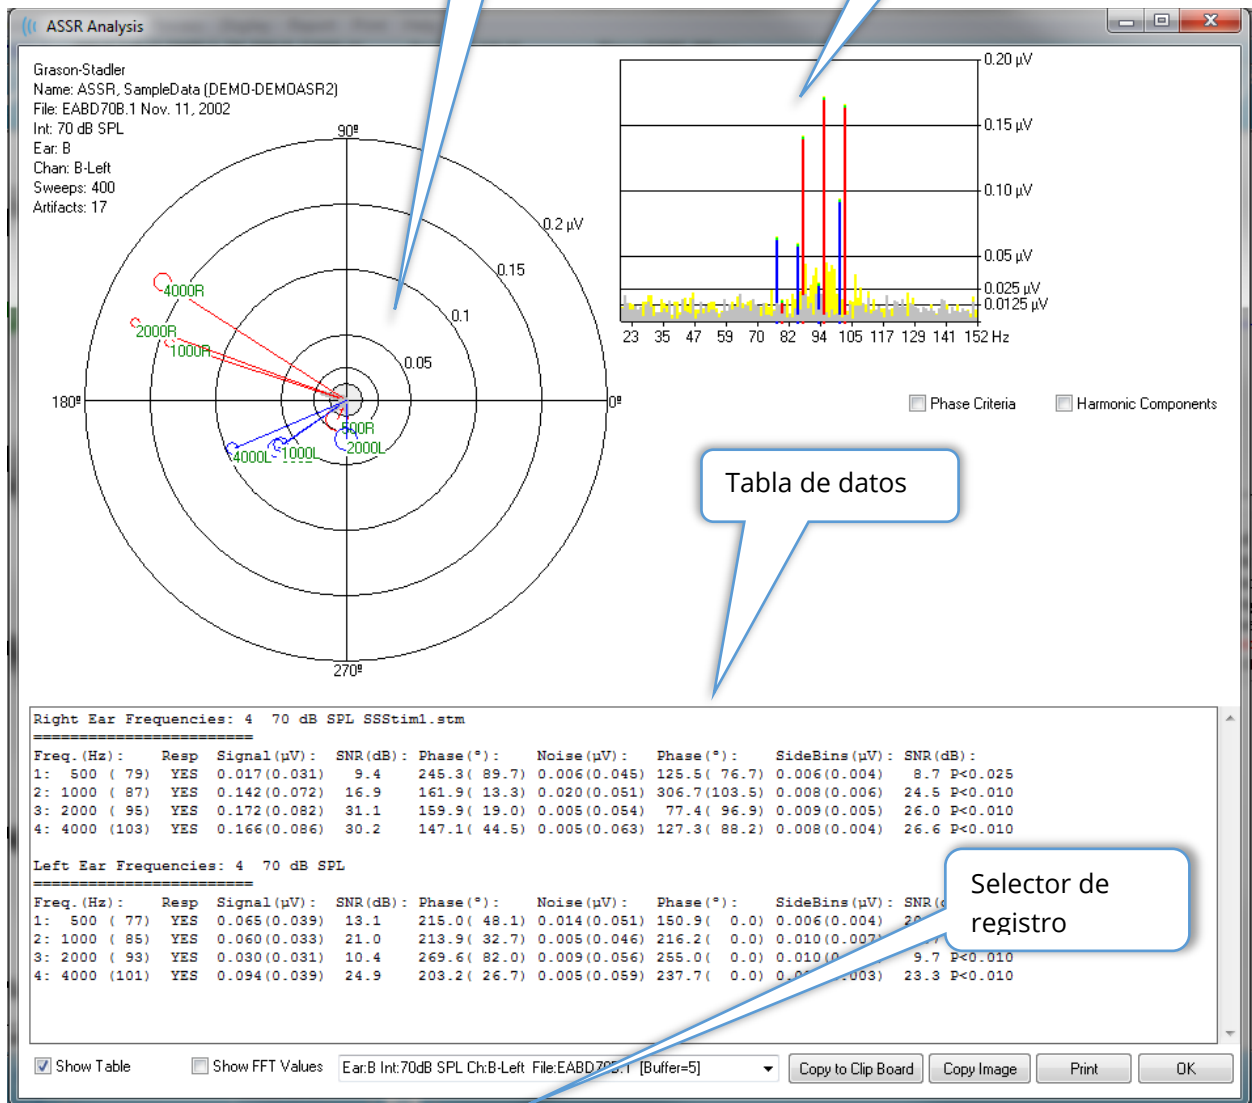 ASSR Analysis
Grason-Stadler
Name: ASSR, SampleData (DEMO-DEMOASR2)
File: EABD70B.1 Nov. 11, 2002
Int: 70 dB SPL
Ear: B
Chan: B-Left
Sweeps: 400
Artifacts: 17
90º
0.2 µV
0.15
0.1
0.05
180º
0º
270º
4000R
2000R
1000R
500R
4000L
1000L
2000L
0.20 µV
0.15 µV
0.10 µV
0.05 µV
0.025 µV
0.0125 µV
23 35 47 59 70 82 94 105 117 129 141 152 Hz
Phase Criteria Harmonic Components
Tabla de datos
Right Ear Frequencies: 4 70 dB SPL SSStim1.stm
=========================
Freq.(Hz): Resp Signal(µV): SNR(dB): Phase(°): Noise(µV): Phase(°): SideBins(µV): SNR(dB):
1: 500 ( 79) YES 0.017(0.031) 9.4 245.3( 89.7) 0.006(0.045) 125.5( 76.7) 0.006(0.004) 8.7 P<0.025
2: 1000 ( 87) YES 0.142(0.072) 16.9 161.9( 13.3) 0.020(0.051) 306.7(103.5) 0.008(0.006) 24.5 P<0.010
3: 2000 ( 95) YES 0.172(0.082) 31.1 159.9( 19.0) 0.005(0.054) 77.4( 96.9) 0.009(0.005) 26.0 P<0.010
4: 4000 (103) YES 0.166(0.086) 30.2 147.1( 44.5) 0.005(0.063) 127.3( 88.2) 0.008(0.004) 26.6 P<0.010
Left Ear Frequencies: 4 70 dB SPL
=========================
Freq.(Hz): Resp Signal(µV): SNR(dB): Phase(°): Noise(µV): Phase(°): SideBins(µV):
1: 500 ( 77) YES 0.065(0.039) 13.1 215.0( 48.1) 0.014(0.051) 150.9( 0.0) 0.006(0.004)
2: 1000 ( 85) YES 0.060(0.033) 21.0 213.9( 32.7) 0.005(0.046) 216.2( 0.0) 0.010(0.007)
3: 2000 ( 93) YES 0.030(0.031) 10.4 269.6( 82.0) 0.009(0.056) 255.0( 0.0) 9.7 P<0.010
4: 4000 (101) YES 0.094(0.039) 24.9 203.2( 26.7) 0.005(0.059) 237.7( 0.0) 23.3 P<0.010
Selector de
registro
Show Table Show FFT Values Ear:B Int:70dB SPL Ch:B-Left File:EABD70B.1 [Buffer=5] Copy to Clip Board Copy Image Print OK